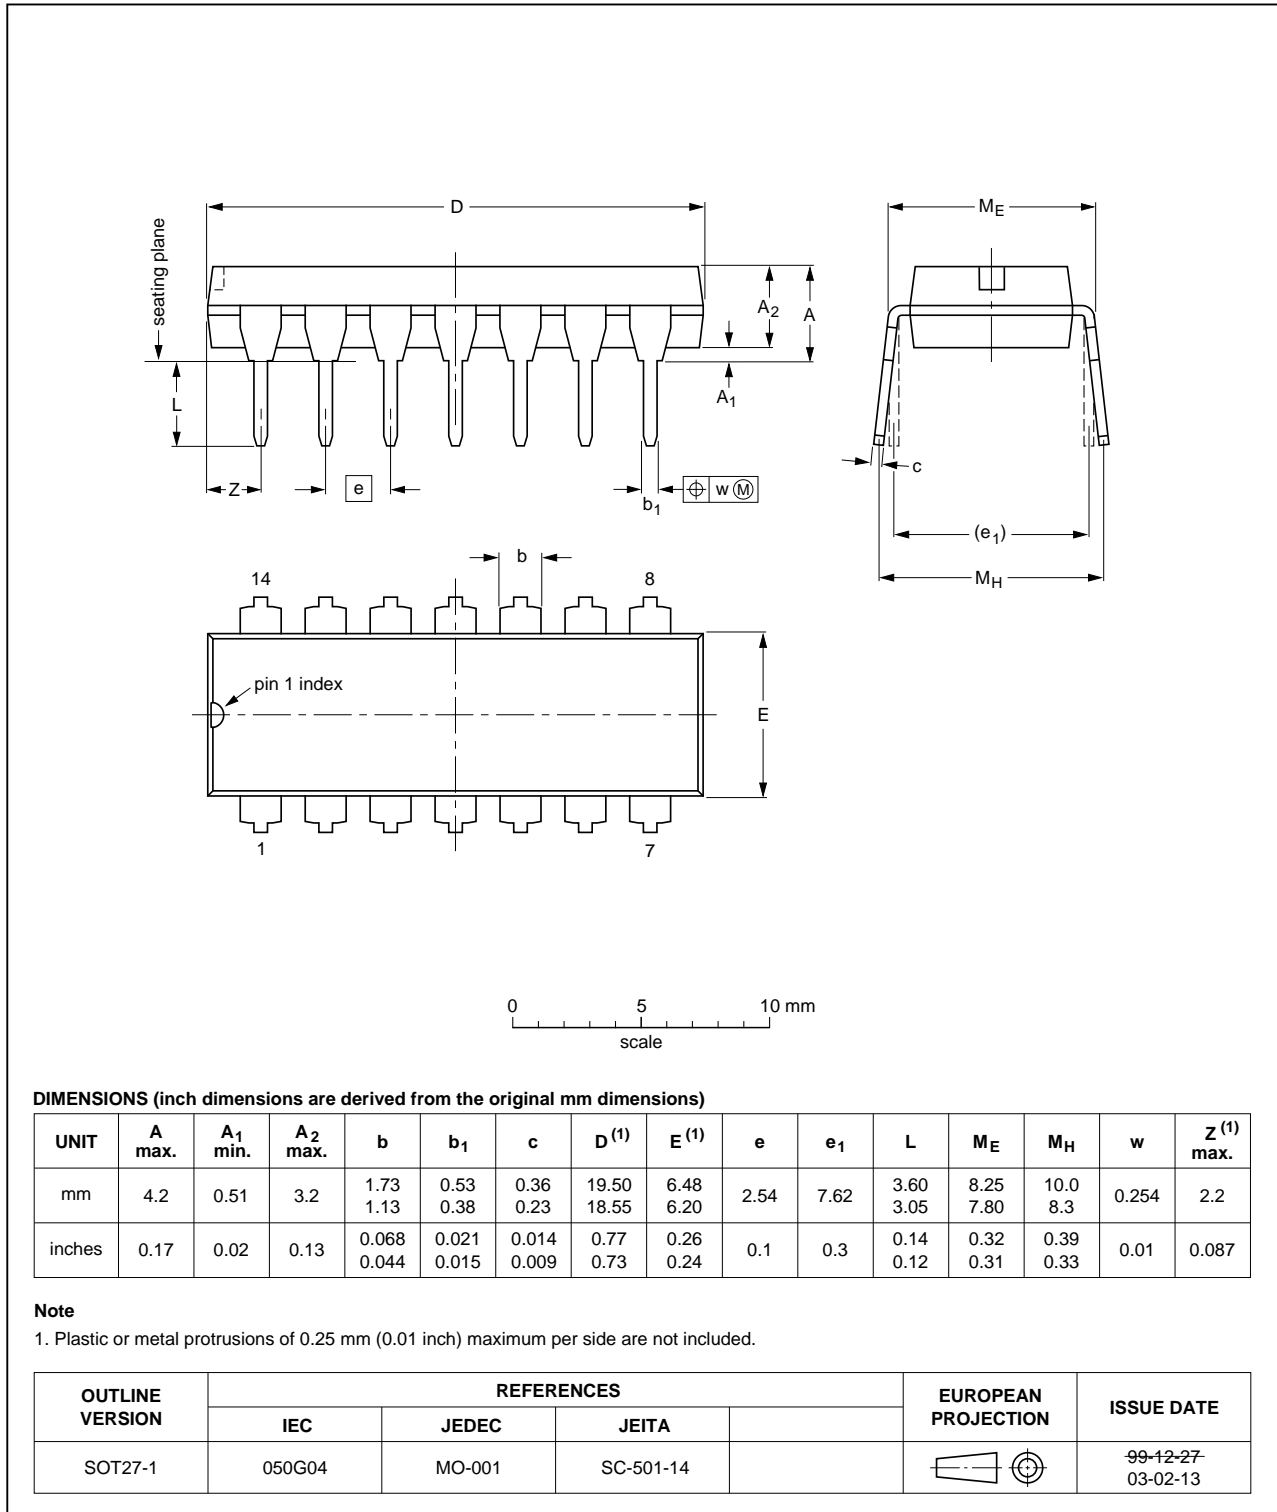 D
M E
seating plane
A 2
A
A 1
L
c
Z
e
b 1
w M
(e 1)
M H
b
14
8
pin 1 index
E
1
7
0 5 10 mm
scale
DIMENSIONS (inch dimensions are derived from the original mm dimensions)
UNIT A max. A1 min. A2 max. b b1 c D(1) E(1) e e1 L ME MH w Z(1) max.
mm 4.2 0.51 3.2 1.73 1.13 0.53 0.38 0.36 0.23 19.50 18.55 6.48 6.20 2.54 7.62 3.60 3.05 8.25 7.80 10.0 8.3 0.254 2.2
inches 0.17 0.02 0.13 0.068 0.044 0.021 0.015 0.014 0.009 0.77 0.73 0.26 0.24 0.1 0.3 0.14 0.12 0.32 0.31 0.39 0.33 0.01 0.087
Note
1. Plastic or metal protrusions of 0.25 mm (0.01 inch) maximum per side are not included.
OUTLINE VERSION REFERENCES EUROPEAN PROJECTION ISSUE DATE
IEC JEDEC JEITA
SOT27-1 050G04 MO-001 SC-501-14 99-12-27
03-02-13